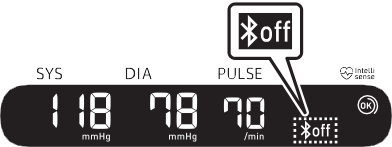 off
SYS DIA PULSE intelli
sense
118 78 70 OK
mmHg mmHg /min off